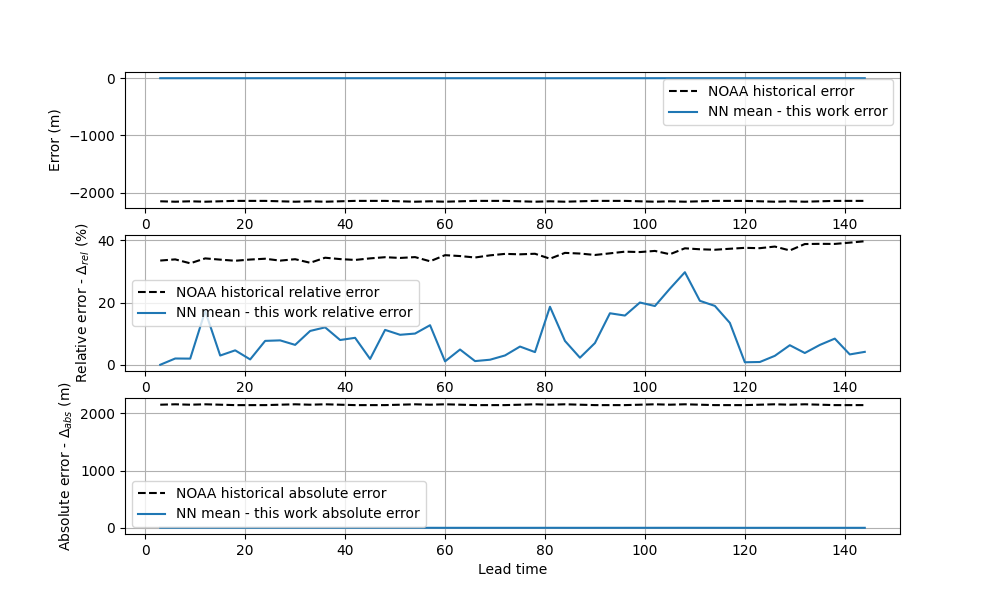 0
−1000
−2000
Error (m)
NOAA historical error
NN mean - this work error
0 20 40 60 80 100 120 140
40
20
0
Relative error - Δrel (%)
NOAA historical relative error
NN mean - this work relative error
0 20 40 60 80 100 120 140
2000
1000
0
Absolute error - Δabs (m)
NOAA historical absolute error
NN mean - this work absolute error
0 20 40 60 80 100 120 140
Lead time